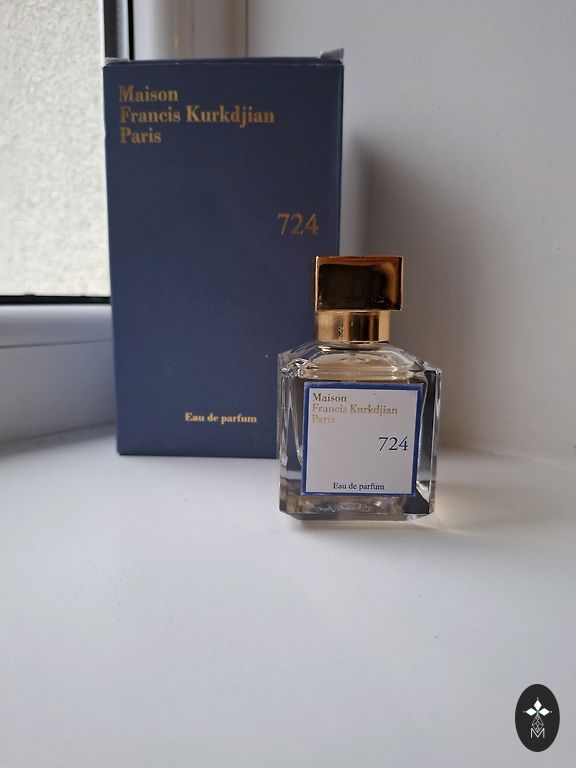 Maison
Francis Kurkdjian
Paris
724
Eau de parfum
Maison
Francis Kurkdjian
Paris
724
Eau de parfum
M